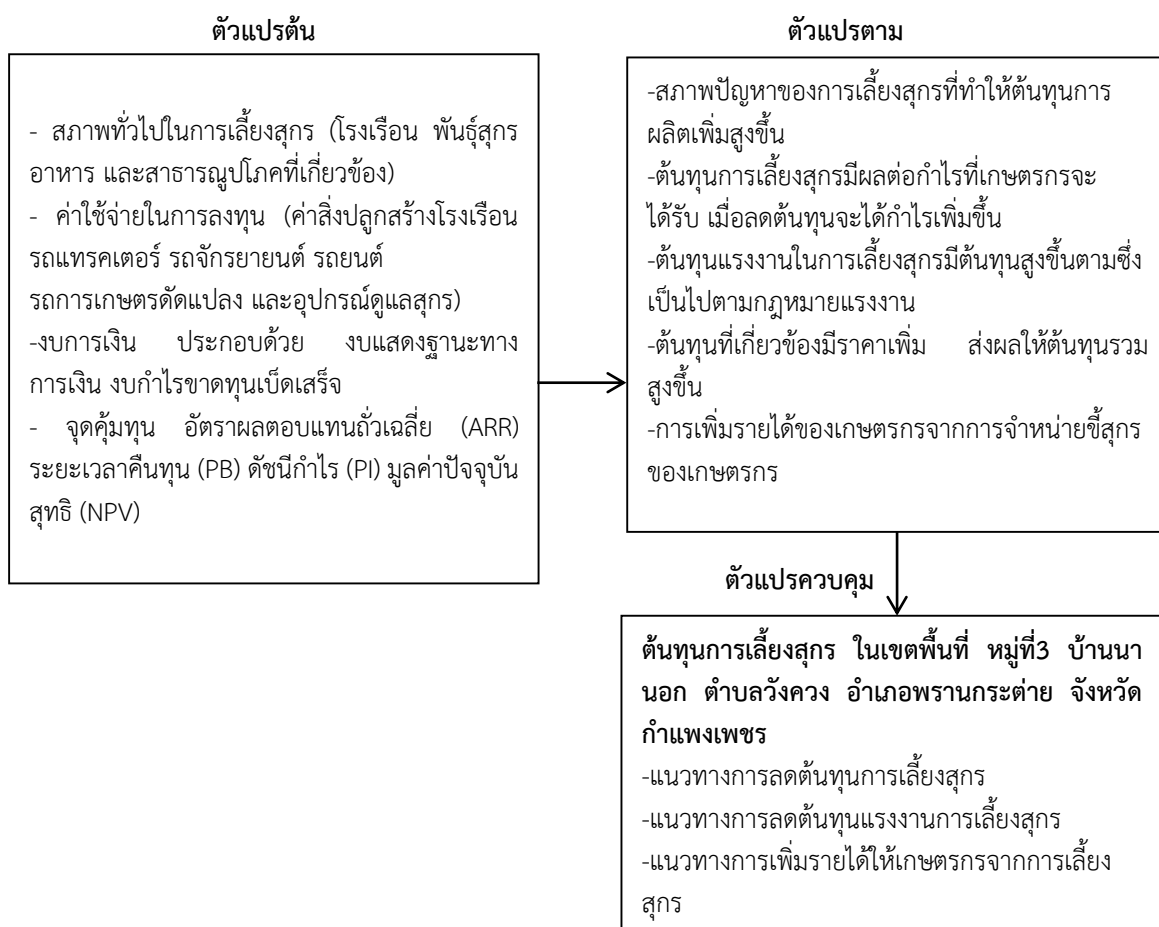 ตัวแปรต้น
- สภาพทั่วไปในการเลี้ยงสุกร (โรงเรือน พันธุ์สุกร
อาหาร และสาธารณูปโภคที่เกี่ยวข้อง)
- ค่าใช้จ่ายในการลงทุน (ค่าสิ่งปลูกสร้างโรงเรือน
รถแทรคเตอร์ รถจักรยายนต์ รถยนต์
รถการเกษตรดัดแปลง และอุปกรณ์ดูแลสุกร)
-งบการเงิน ประกอบด้วย งบแสดงฐานะทาง
การเงิน งบกำไรขาดทุนเบ็ดเสร็จ
- จุดคุ้มทุน อัตราผลตอบแทนถั่วเฉลี่ย (ARR)
ระยะเวลาคืนทุน (PB) ดัชนีกำไร (PI) มูลค่าปัจจุบัน
สุทธิ (NPV)
ตัวแปรตาม
-สภาพปัญหาของการเลี้ยงสุกรที่ทำให้ต้นทุนการ
ผลิตเพิ่มสูงขึ้น
-ต้นทุนการเลี้ยงสุกรมีผลต่อกำไรที่เกษตรกรจะ
ได้รับ เมื่อลดต้นทุนจะได้กำไรเพิ่มขึ้น
-ต้นทุนแรงงานในการเลี้ยงสุกรมีต้นทุนสูงขึ้นตามซึ่ง
เป็นไปตามกฎหมายแรงงาน
-ต้นทุนที่เกี่ยวข้องมีราคาเพิ่ม ส่งผลให้ต้นทุนรวม
สูงขึ้น
-การเพิ่มรายได้ของเกษตรกรจากการจำหน่ายขี้สุกร
ของเกษตรกร
ตัวแปรควบคุม
ต้นทุนการเลี้ยงสุกร ในเขตพื้นที่ หมู่ที่3 บ้านนา
นอก ตำบลวังควง อำเภอพรานกระต่าย จังหวัด
กำแพงเพชร
-แนวทางการลดต้นทุนการเลี้ยงสุกร
-แนวทางการลดต้นทุนแรงงานการเลี้ยงสุกร
-แนวทางการเพิ่มรายได้ให้เกษตรกรจากการเลี้ยง
สุกร